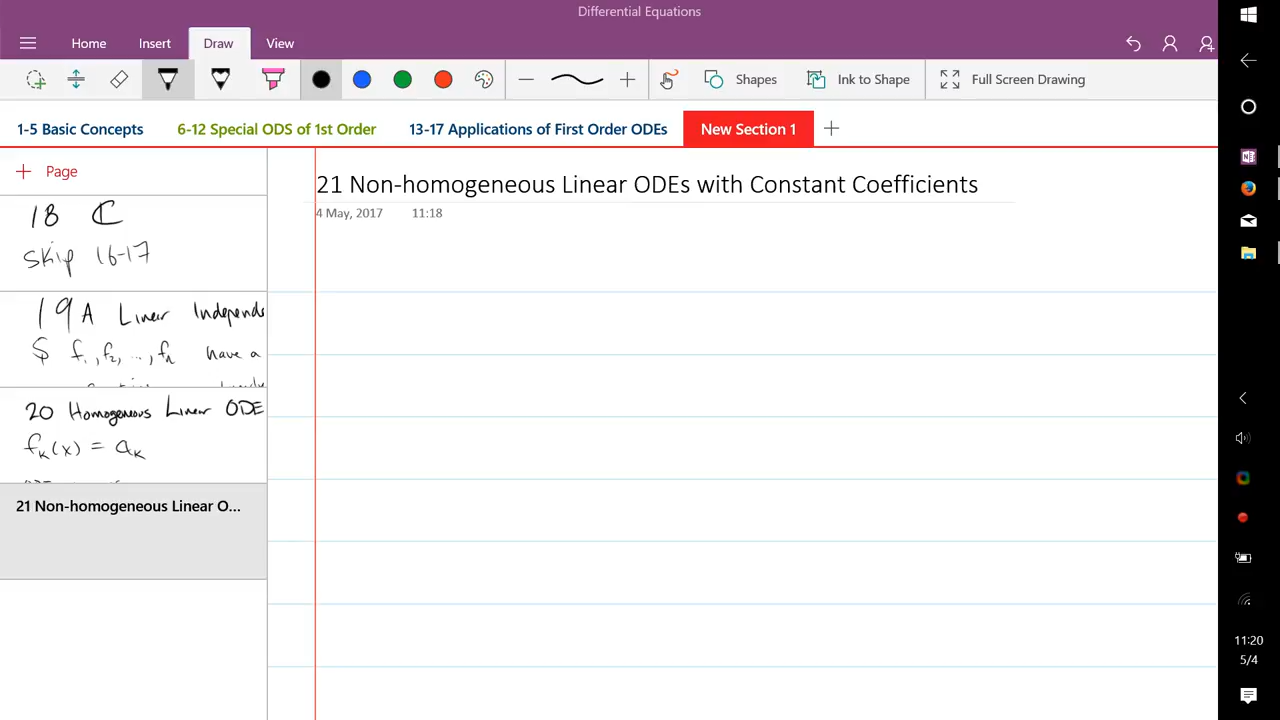 Differential Equations
Home Insert Draw View
Shapes Ink to Shape Full Screen Drawing
1-5 Basic Concepts 6-12 Special ODS of 1st Order 13-17 Applications of First Order ODEs New Section 1
Page
18 ℂ
skip 16-17
19A Linear Independe
$ f₁, f₂, ..., fₙ have a
20 Homogeneous Linear ODE
fₖ(x) = aₖ
21 Non-homogeneous Linear O...
21 Non-homogeneous Linear ODEs with Constant Coefficients
4 May, 2017 11:18
11:20
5/4